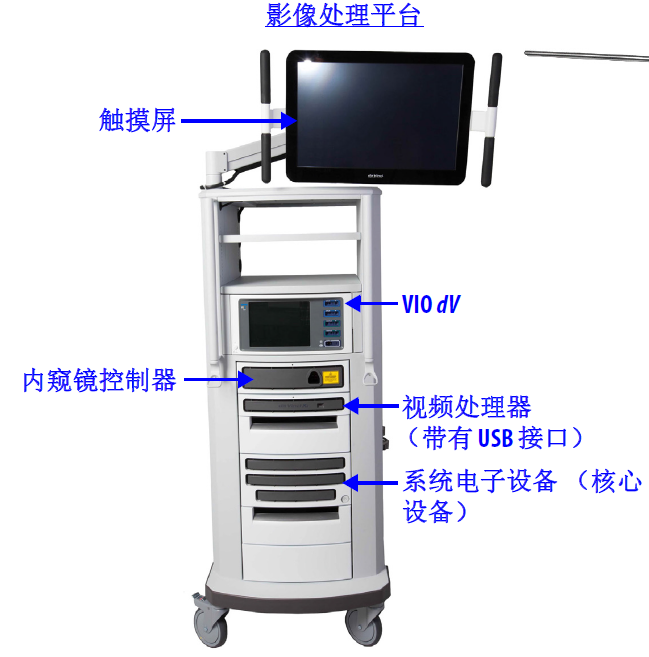 影像处理平台
触摸屏
VIO dV
内窥镜控制器
视频处理器
（带有 USB 接口）
系统电子设备 （核心
设备）